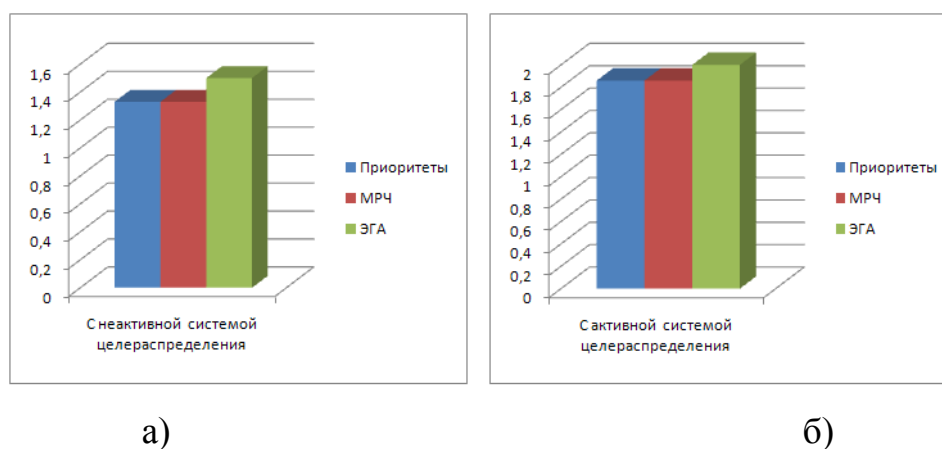 1,6
1,4
1,2
1
0,8
0,6
0,4
0,2
0
Приоритеты
МРЧ
ЭГА
С неактивной системой
целераспределения
2
1,8
1,6
1,4
1,2
1
0,8
0,6
0,4
0,2
0
Приоритеты
МРЧ
ЭГА
С активной системой
целераспределения
а)
б)